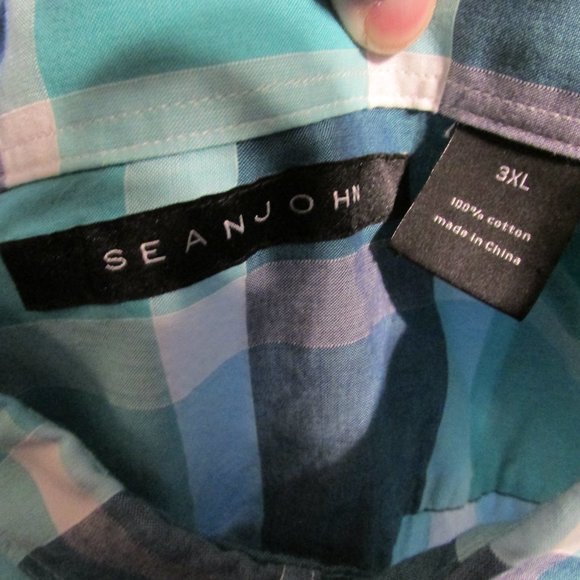 SEANJOHN
3XL
100% cotton
made in China